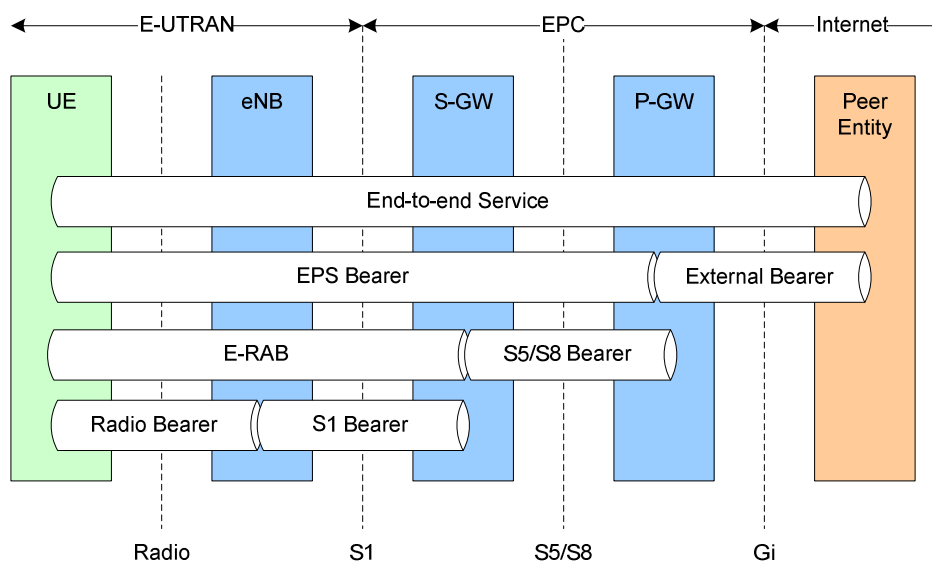 E-UTRAN EPC Internet
UE eNB S-GW P-GW Peer
Entity
End-to-end Service
EPS Bearer External Bearer
E-RAB S5/S8 Bearer
Radio Bearer S1 Bearer
Radio S1 S5/S8 Gi